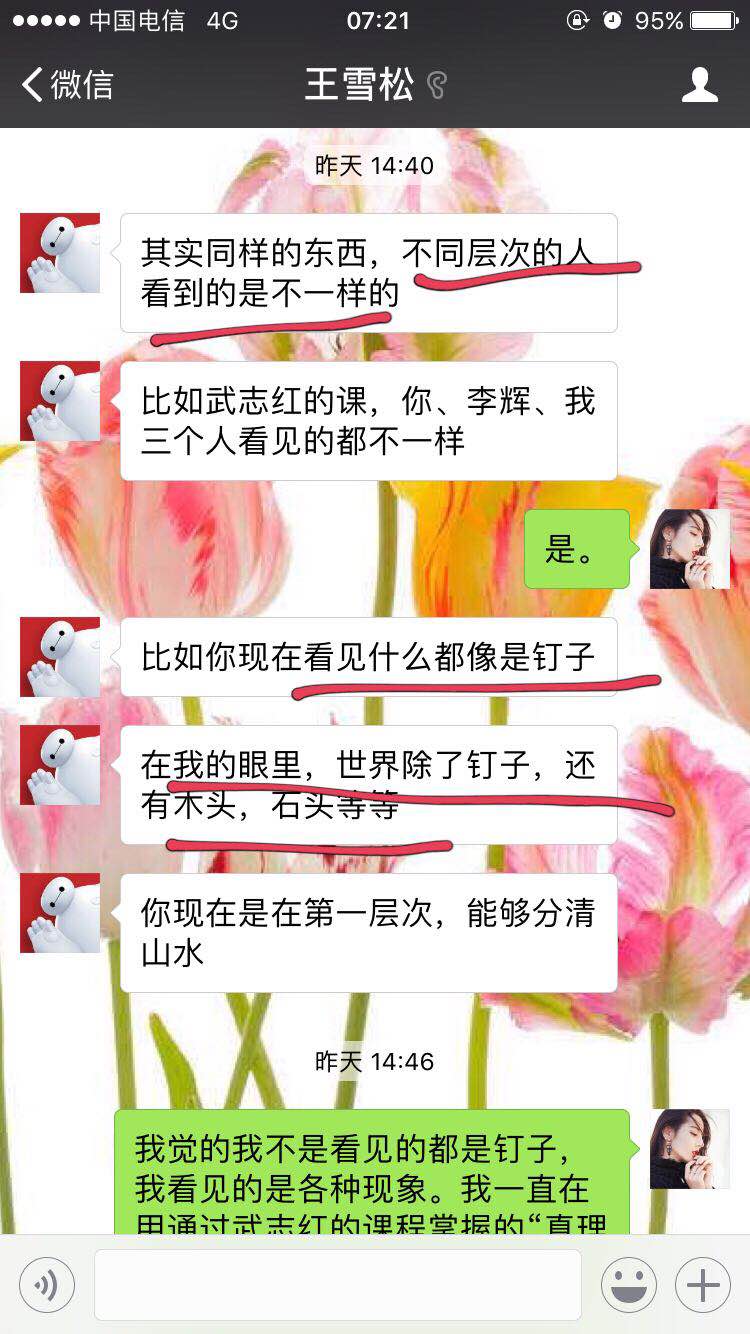 中国电信 4G 07:21 95%
微信 王雪松
昨天 14:40
其实同样的东西，不同层次的人
看到的是不一样的
比如武志红的课，你、李辉、我
三个人看见的都不一样
是。
比如你现在看见什么都像是钉子
在我的眼里，世界除了钉子，还
有木头，石头等等
你现在是在第一层次，能够分清
山水
昨天 14:46
我觉的我不是看见的都是钉子，
我看见的是各种现象。我一直在
用通过武志红的课程掌握的“真理